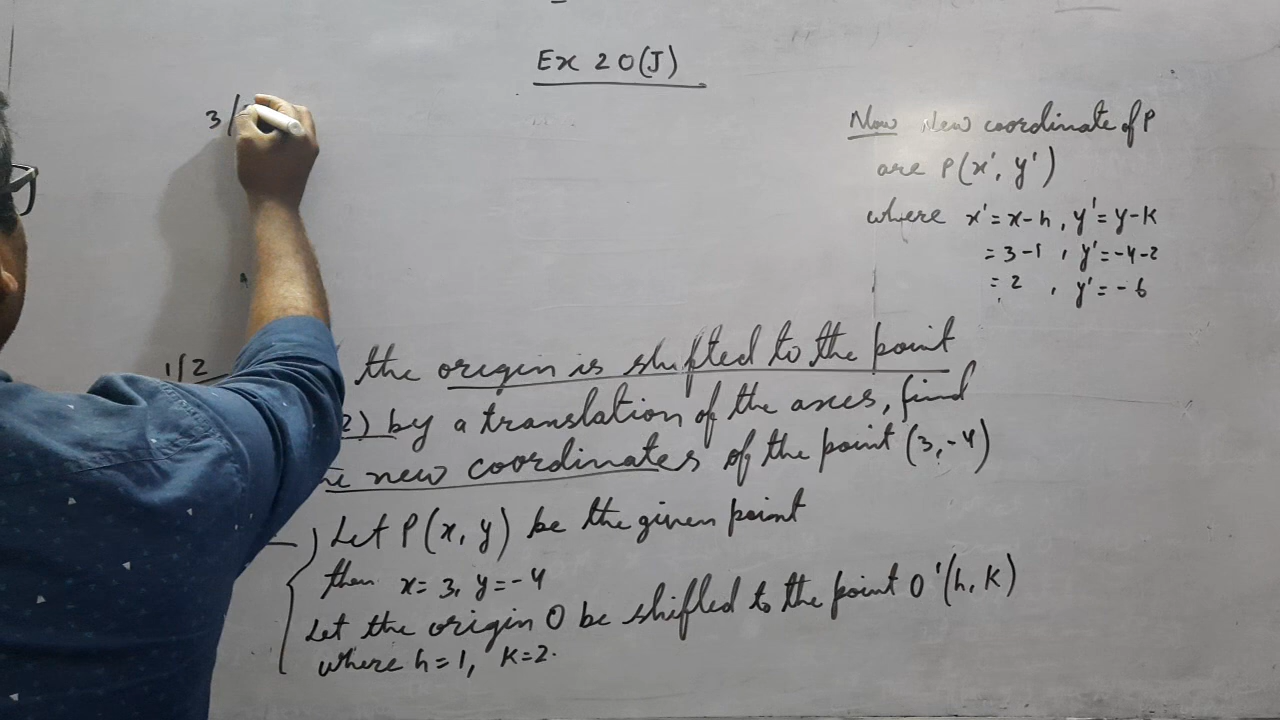 Ex 20(J)
3/
Now New coordinate of P
are P(x', y')
where x' = x-h, y' = y-k
= 3-1, y' = -4-2
= 2, y' = -6
1/2 the origin is shifted to the point
2) by a translation of the axes, find
new coordinates of the point (3,-4)
Let P(x, y) be the given point
then x= 3, y=-4
Let the origin O be shifted to the point O'(h, k)
where h=1, k=2.